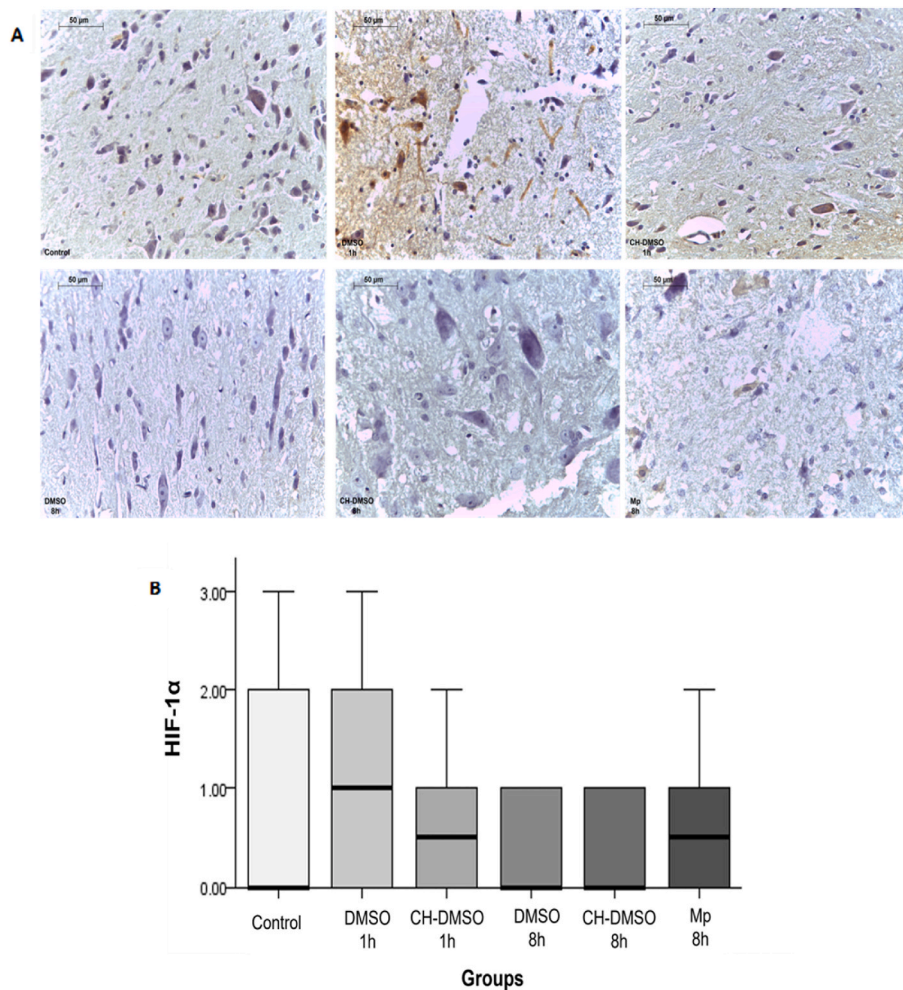 A
50 µm
50 µm
50 µm
Control
DMSO
1h
CH-DMSO
1h
50 µm
50 µm
50 µm
DMSO
8h
CH-DMSO
8h
Mp
8h
B
3.00
2.00
1.00
0.00
HIF-1α
Control
DMSO
1h
CH-DMSO
1h
DMSO
8h
CH-DMSO
8h
Mp
8h
Groups